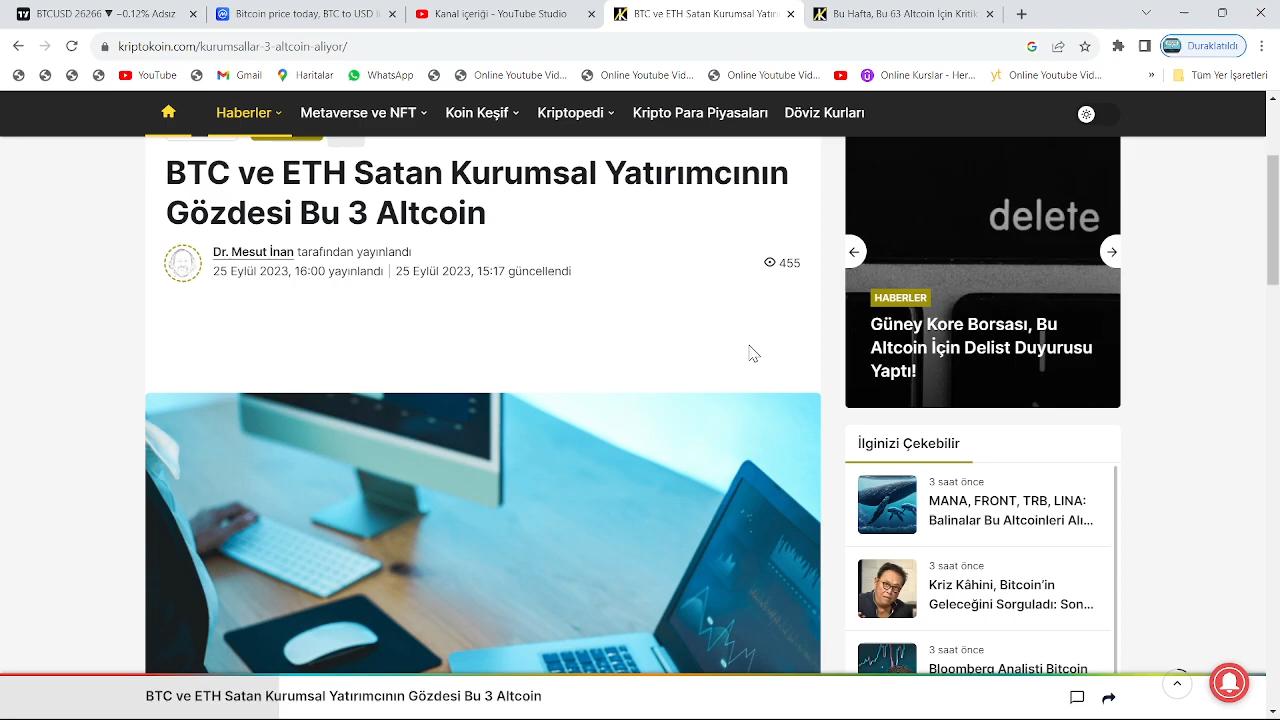 BTCUSD 26266 ▼ −0.12% Adsız
Bitcoin price today, BTC to USD li
Kanal içeriği - YouTube Studio
BTC ve ETH Satan Kurumsal Yatırı
Bu Hafta, Bu 13 Altcoin İçin Kritik
kriptokoin.com/kurumsallar-3-altcoin-aliyor/
Duraklatıldı
YouTube
Gmail
Haritalar
WhatsApp
Online Youtube Vid...
Online Youtube Vid...
Online Youtube Vid...
Online Kurslar - Her...
Online Youtube Vid...
»
Tüm Yer İşaretleri
Haberler
Metaverse ve NFT
Koin Keşif
Kriptopedi
Kripto Para Piyasaları
Döviz Kurları
BTC ve ETH Satan Kurumsal Yatırımcının
Gözdesi Bu 3 Altcoin
Dr. Mesut İnan tarafından yayınlandı
25 Eylül 2023, 16:00 yayınlandı | 25 Eylül 2023, 15:17 güncellendi
455
delete
HABERLER
Güney Kore Borsası, Bu
Altcoin İçin Delist Duyurusu
Yaptı!
İlginizi Çekebilir
3 saat önce
MANA, FRONT, TRB, LINA:
Balinalar Bu Altcoinleri Alı...
3 saat önce
Kriz Kâhini, Bitcoin’in
Geleceğini Sorguladı: Son...
3 saat önce
Bloomberg Analisti Bitcoin
BTC ve ETH Satan Kurumsal Yatırımcının Gözdesi Bu 3 Altcoin